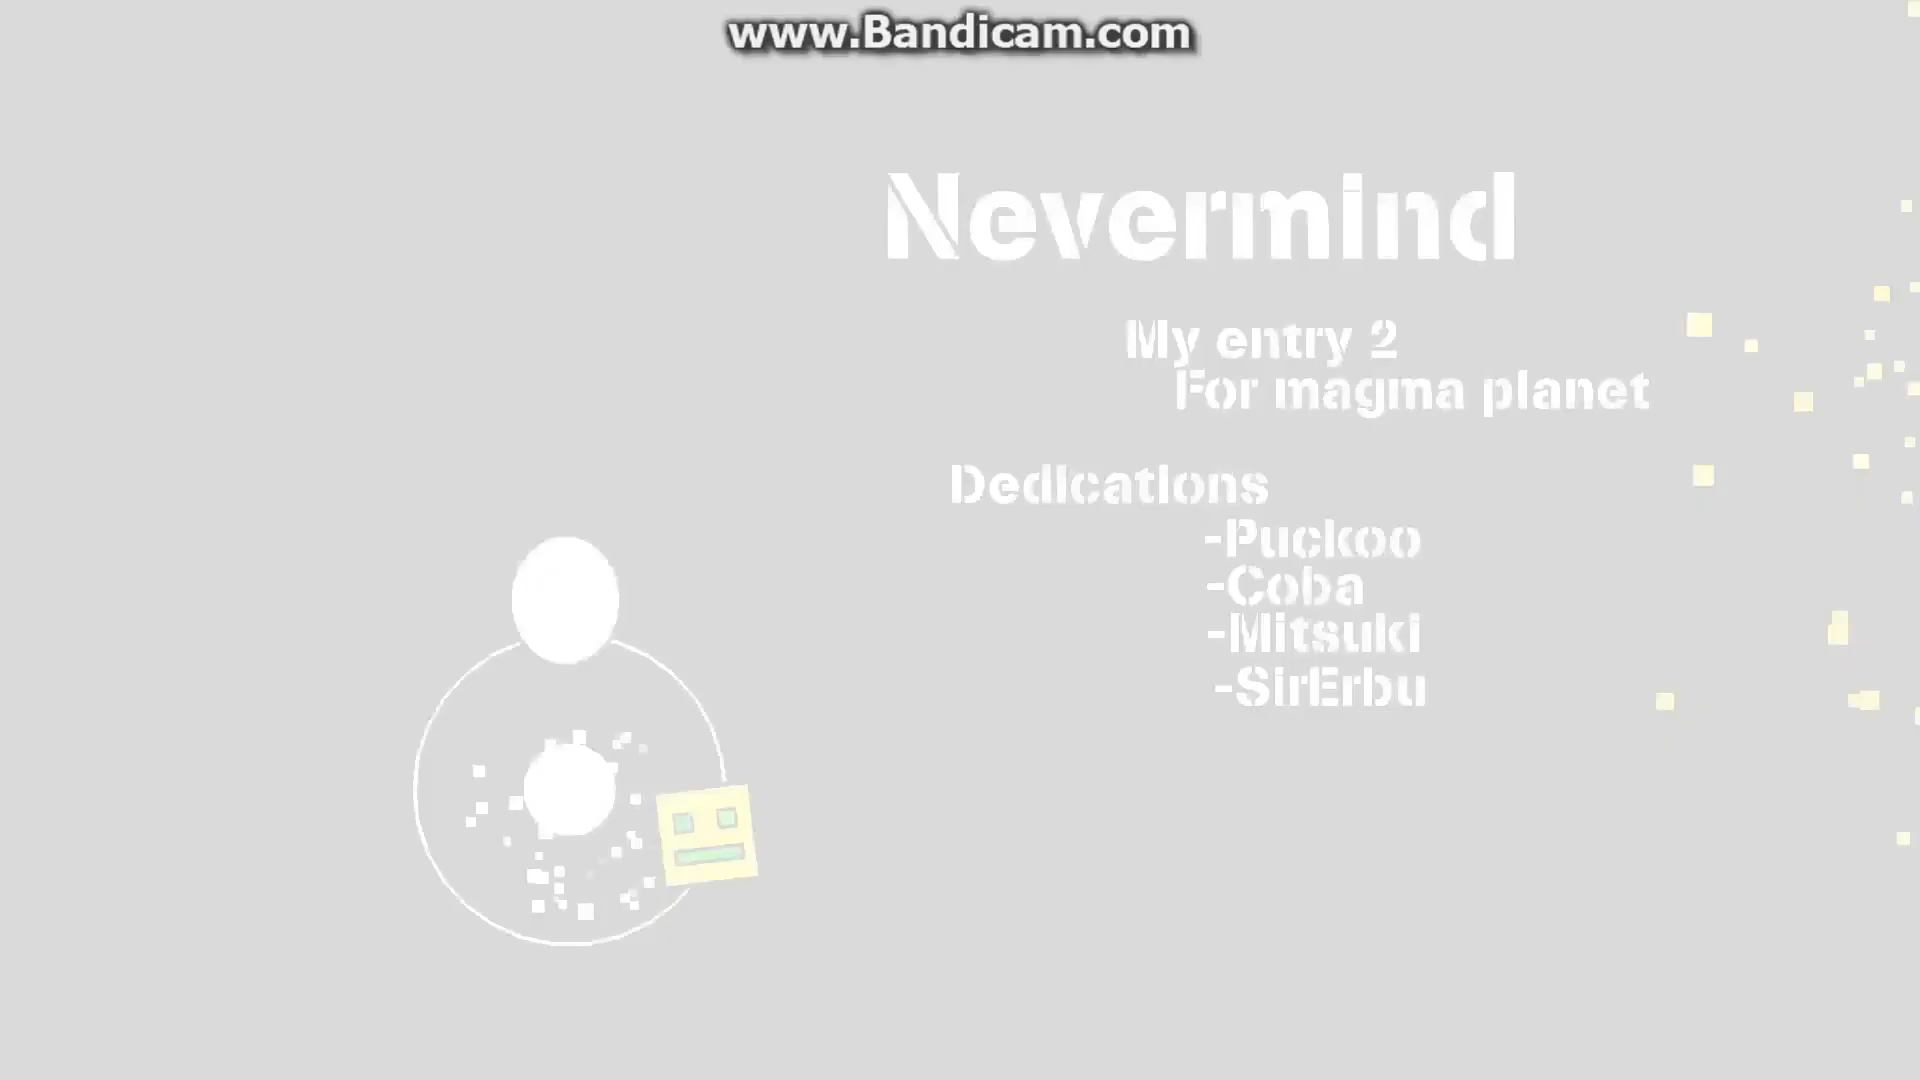 www.Bandicam.com
Nevermind
My entry 2
For magma planet
Dedications
-Puckoo
-Coba
-Mitsuki
-SirErbu